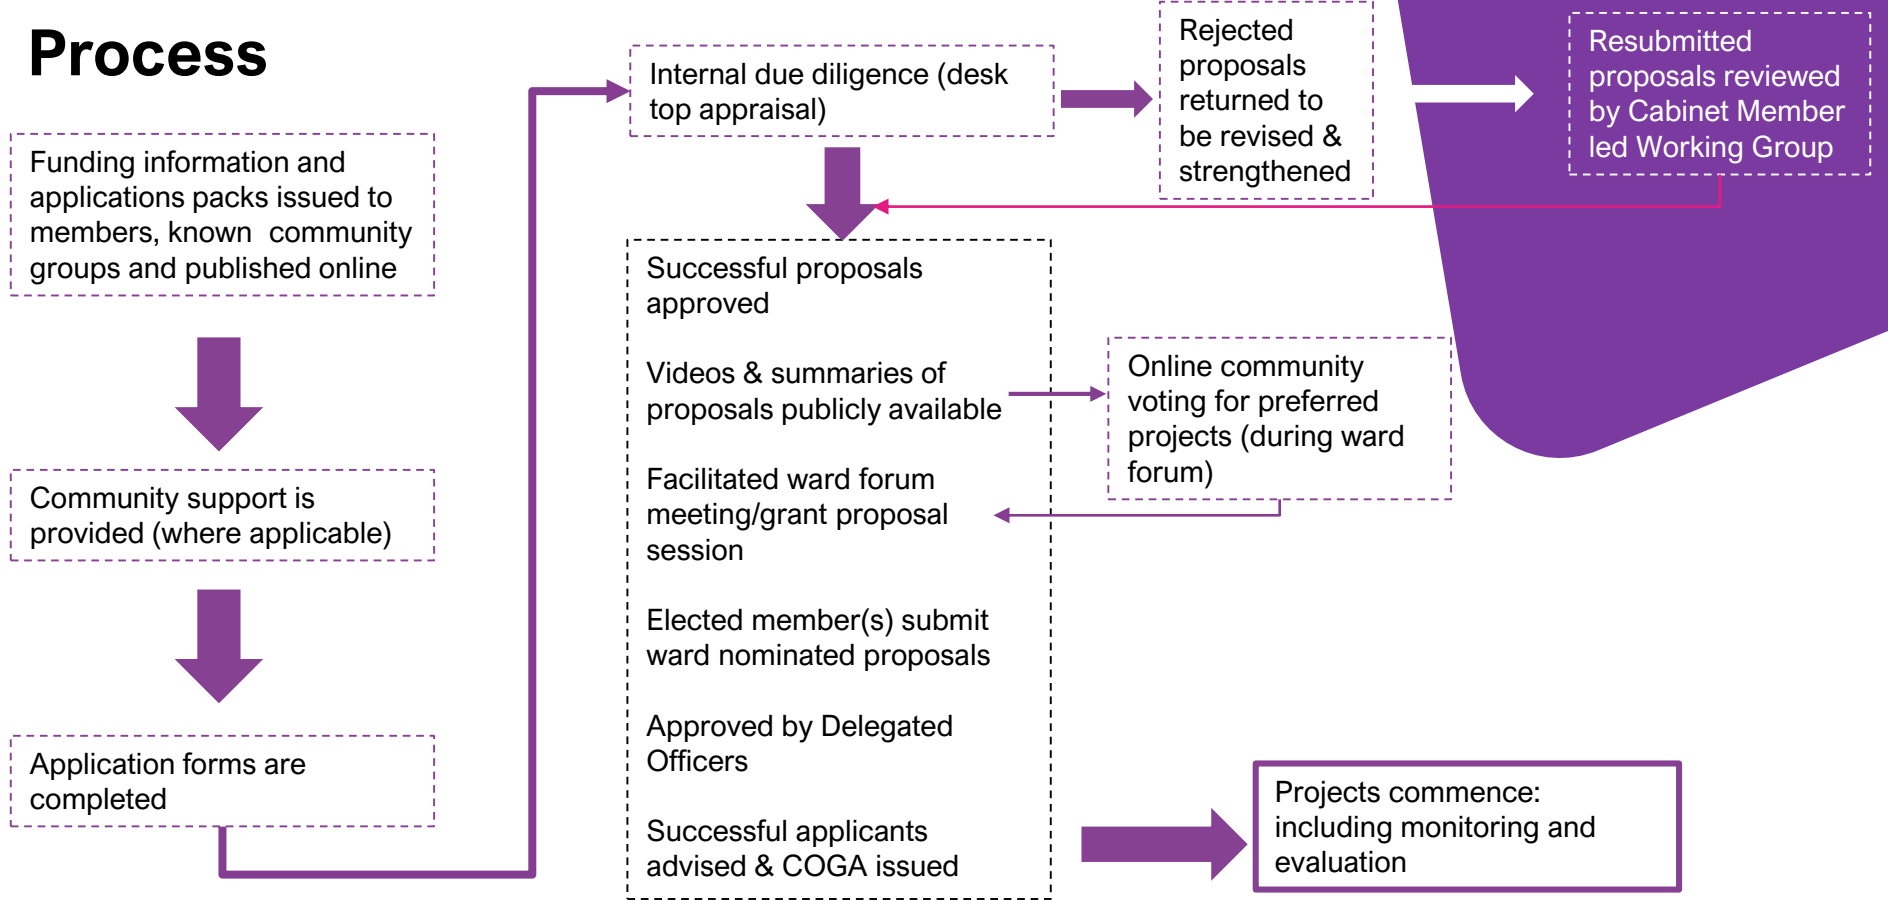 Process
Funding information and
applications packs issued to
members, known  community
groups and published online
Community support is
provided (where applicable)
Application forms are
completed
Internal due diligence (desk
top appraisal)
Rejected
proposals
returned to
be revised &
strengthened
Resubmitted
proposals reviewed
by Cabinet Member
led Working Group
Successful proposals
approved
Videos & summaries of
proposals publicly available
Online community
voting for preferred
projects (during ward
forum)
Facilitated ward forum
meeting/grant proposal
session
Elected member(s) submit
ward nominated proposals
Approved by Delegated
Officers
Successful applicants
advised & COGA issued
Projects commence:
including monitoring and
evaluation